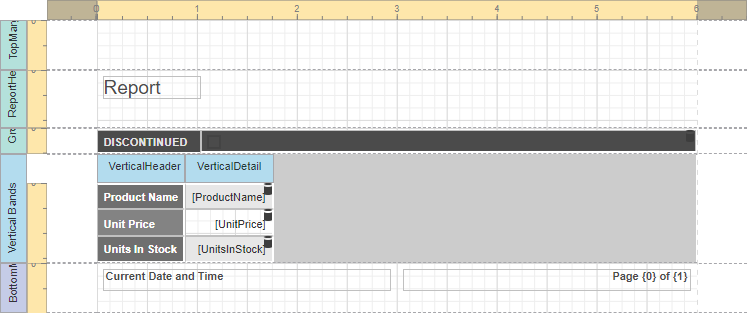 0 1 2 3 4 5 6
TopMar
ReportHe
Report
Gr
DISCONTINUED
Vertical Bands
VerticalHeader VerticalDetail
Product Name [ProductName]
Unit Price [UnitPrice]
Units In Stock [UnitsInStock]
Bottom
Current Date and Time Page {0} of {1}